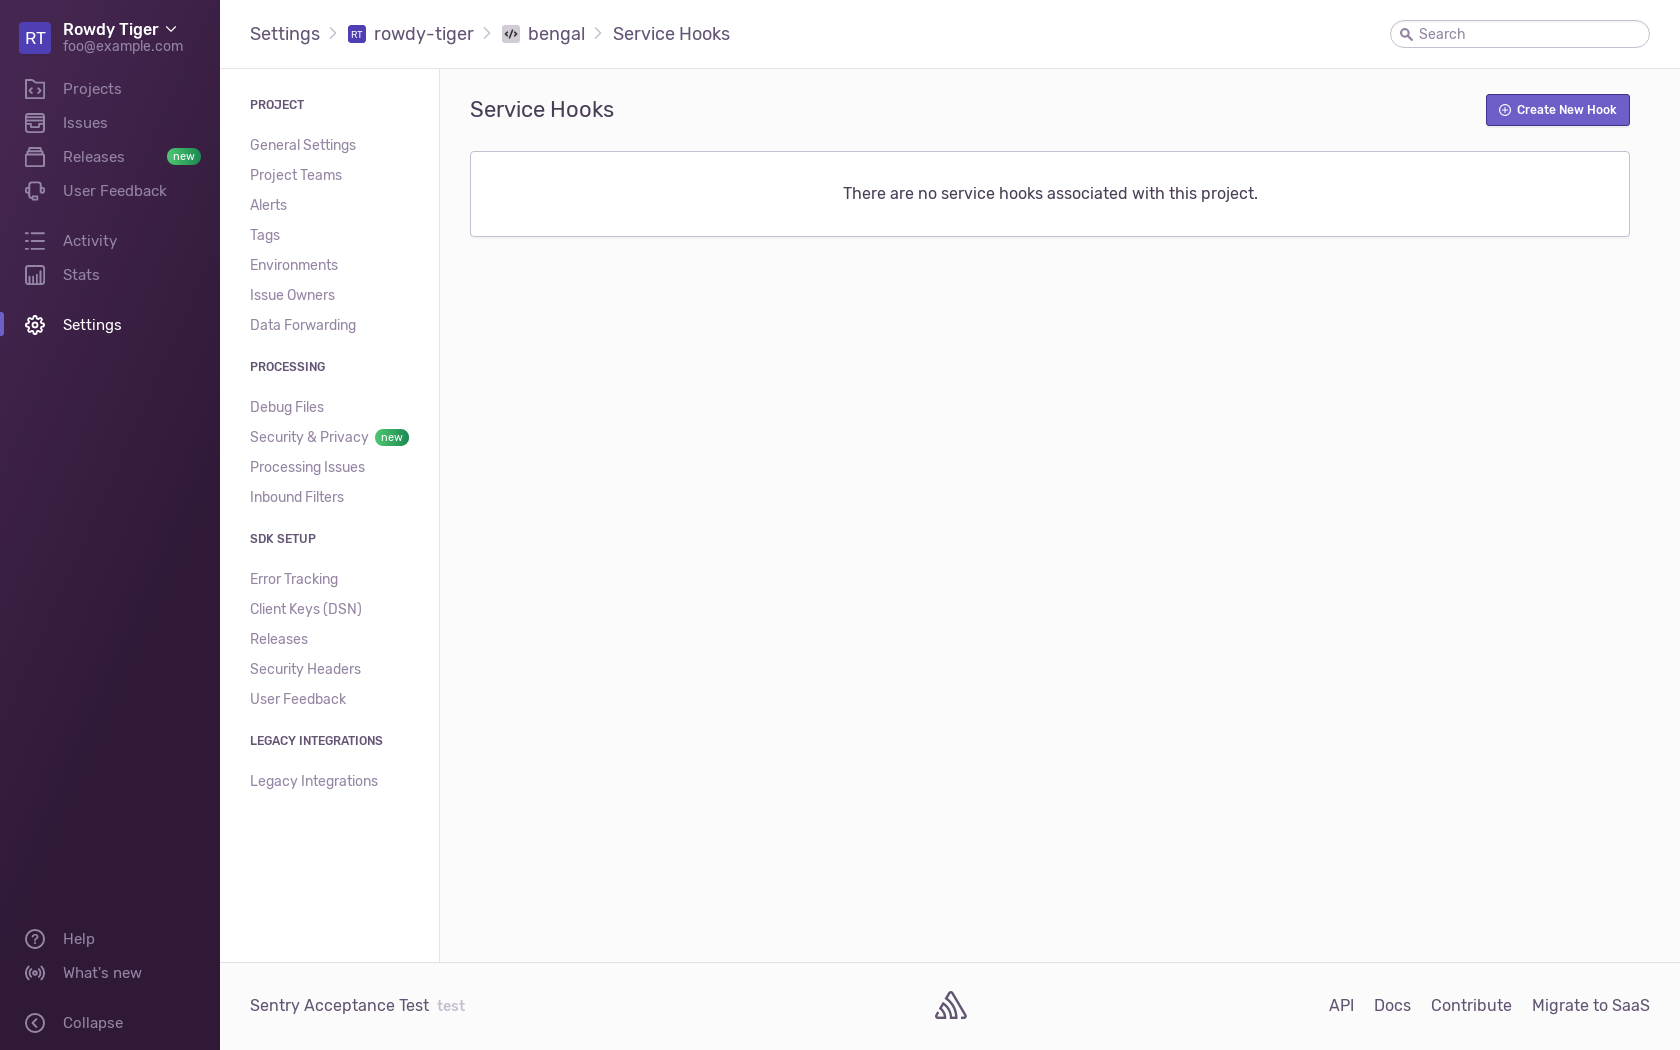 RT
Rowdy Tiger
foo@example.com
Projects
Issues
Releases new
User Feedback
Activity
Stats
Settings
Help
What's new
Collapse
Settings RT rowdy-tiger bengal Service Hooks
Search
PROJECT
General Settings
Project Teams
Alerts
Tags
Environments
Issue Owners
Data Forwarding
PROCESSING
Debug Files
Security & Privacy new
Processing Issues
Inbound Filters
SDK SETUP
Error Tracking
Client Keys (DSN)
Releases
Security Headers
User Feedback
LEGACY INTEGRATIONS
Legacy Integrations
Service Hooks
Create New Hook
There are no service hooks associated with this project.
Sentry Acceptance Test test
API Docs Contribute Migrate to SaaS